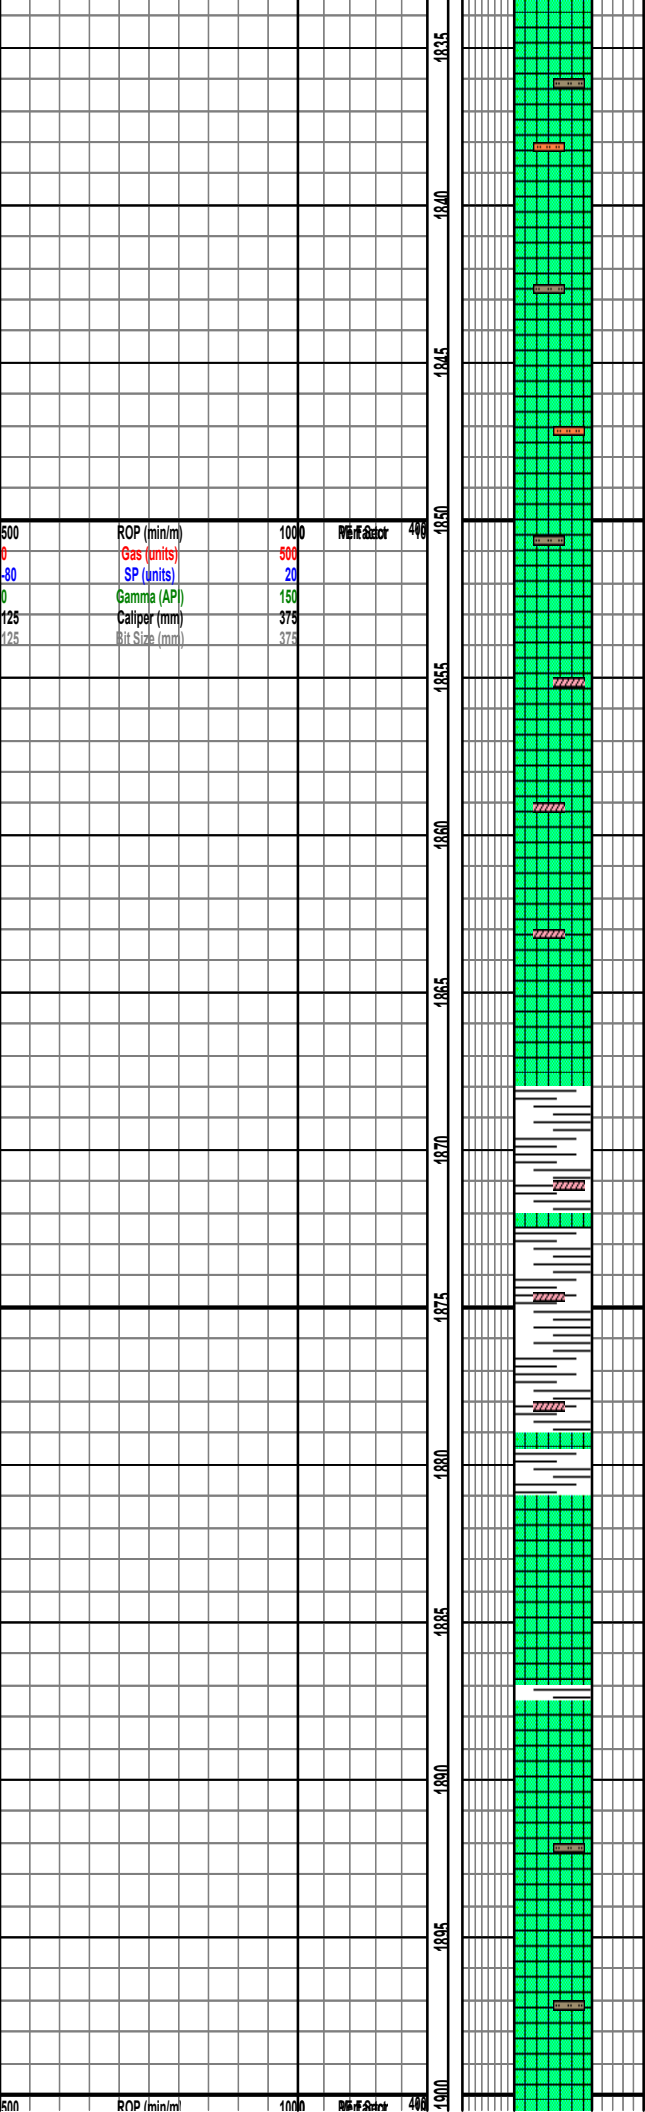 1835
1840
1845
1850
500 ROP (min/m) 1000
0 Gas (units) 500
-80 SP (units) 20
0 Gamma (API) 150
125 Caliper (mm) 375
125 Bit Size (mm) 375
1855
1860
1865
1870
1875
1880
1885
1890
1895
1900
500 ROP (min/m)